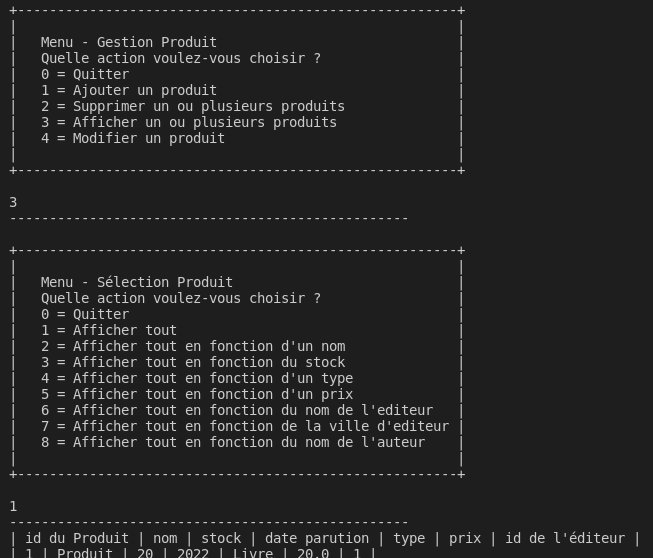 +-------------------------------------------------------+
|                                                       |
|   Menu - Gestion Produit                              |
|   Quelle action voulez-vous choisir ?                 |
|   0 = Quitter                                         |
|   1 = Ajouter un produit                              |
|   2 = Supprimer un ou plusieurs produits              |
|   3 = Afficher un ou plusieurs produits               |
|   4 = Modifier un produit                             |
|                                                       |
+-------------------------------------------------------+
3
--------------------------------------------------
+-------------------------------------------------------+
|                                                       |
|   Menu - Sélection Produit                            |
|   Quelle action voulez-vous choisir ?                 |
|   0 = Quitter                                         |
|   1 = Afficher tout                                   |
|   2 = Afficher tout en fonction d'un nom              |
|   3 = Afficher tout en fonction du stock              |
|   4 = Afficher tout en fonction d'un type             |
|   5 = Afficher tout en fonction d'un prix             |
|   6 = Afficher tout en fonction du nom de l'editeur   |
|   7 = Afficher tout en fonction de la ville d'editeur |
|   8 = Afficher tout en fonction du nom de l'auteur    |
|                                                       |
+-------------------------------------------------------+
1
--------------------------------------------------
| id du Produit | nom | stock | date parution | type | prix | id de l'éditeur |
| 1 | Produit | 20 | 2022 | Livre | 20.0 | 1 |